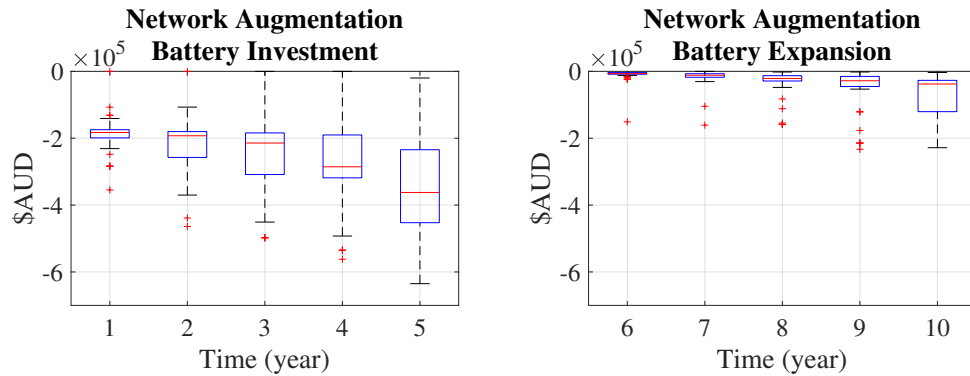 Network Augmentation
Battery Investment
×10^5
0
-2
-4
-6
$AUD
1 2 3 4 5
Time (year)
Network Augmentation
Battery Expansion
×10^5
0
-2
-4
-6
$AUD
6 7 8 9 10
Time (year)